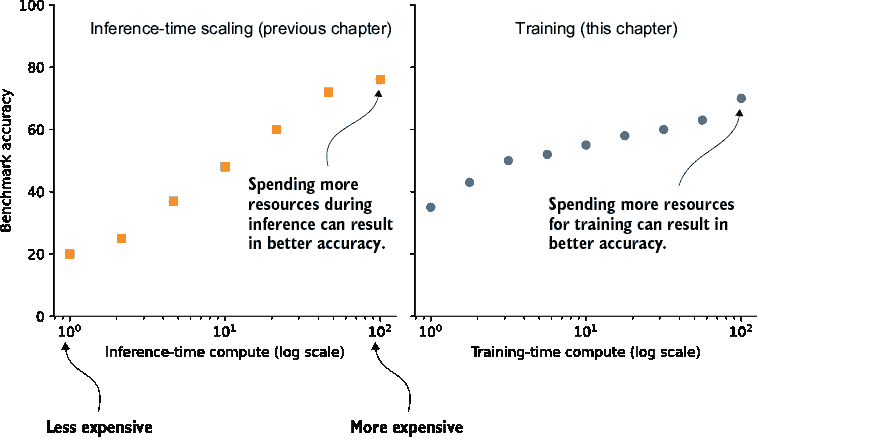 Inference-time scaling (previous chapter)
Training (this chapter)
Benchmark accuracy
100
80
60
40
20
0
Spending more
resources during
inference can result
in better accuracy.
Spending more resources
for training can result in
better accuracy.
10⁰
10¹
10²
10⁰
10¹
10²
Inference-time compute (log scale)
Training-time compute (log scale)
Less expensive
More expensive